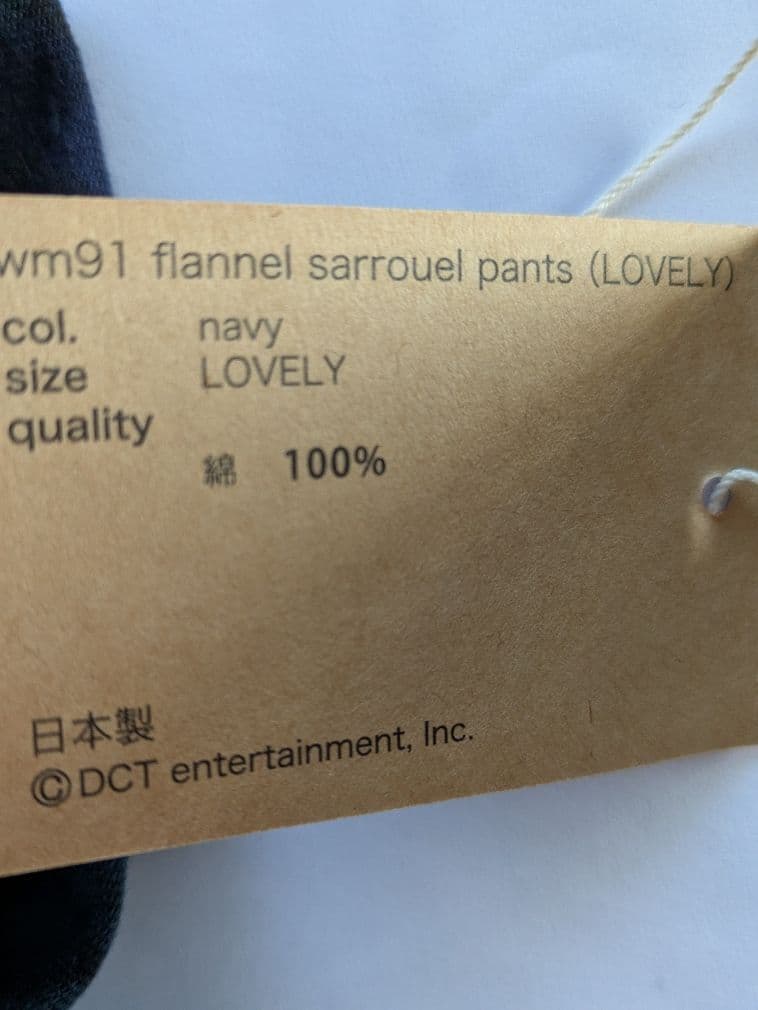 wm91 flannel sarrouel pants (LOVELY)
col. navy
size LOVELY
quality
綿 100%
日本製
©DCT entertainment, Inc.